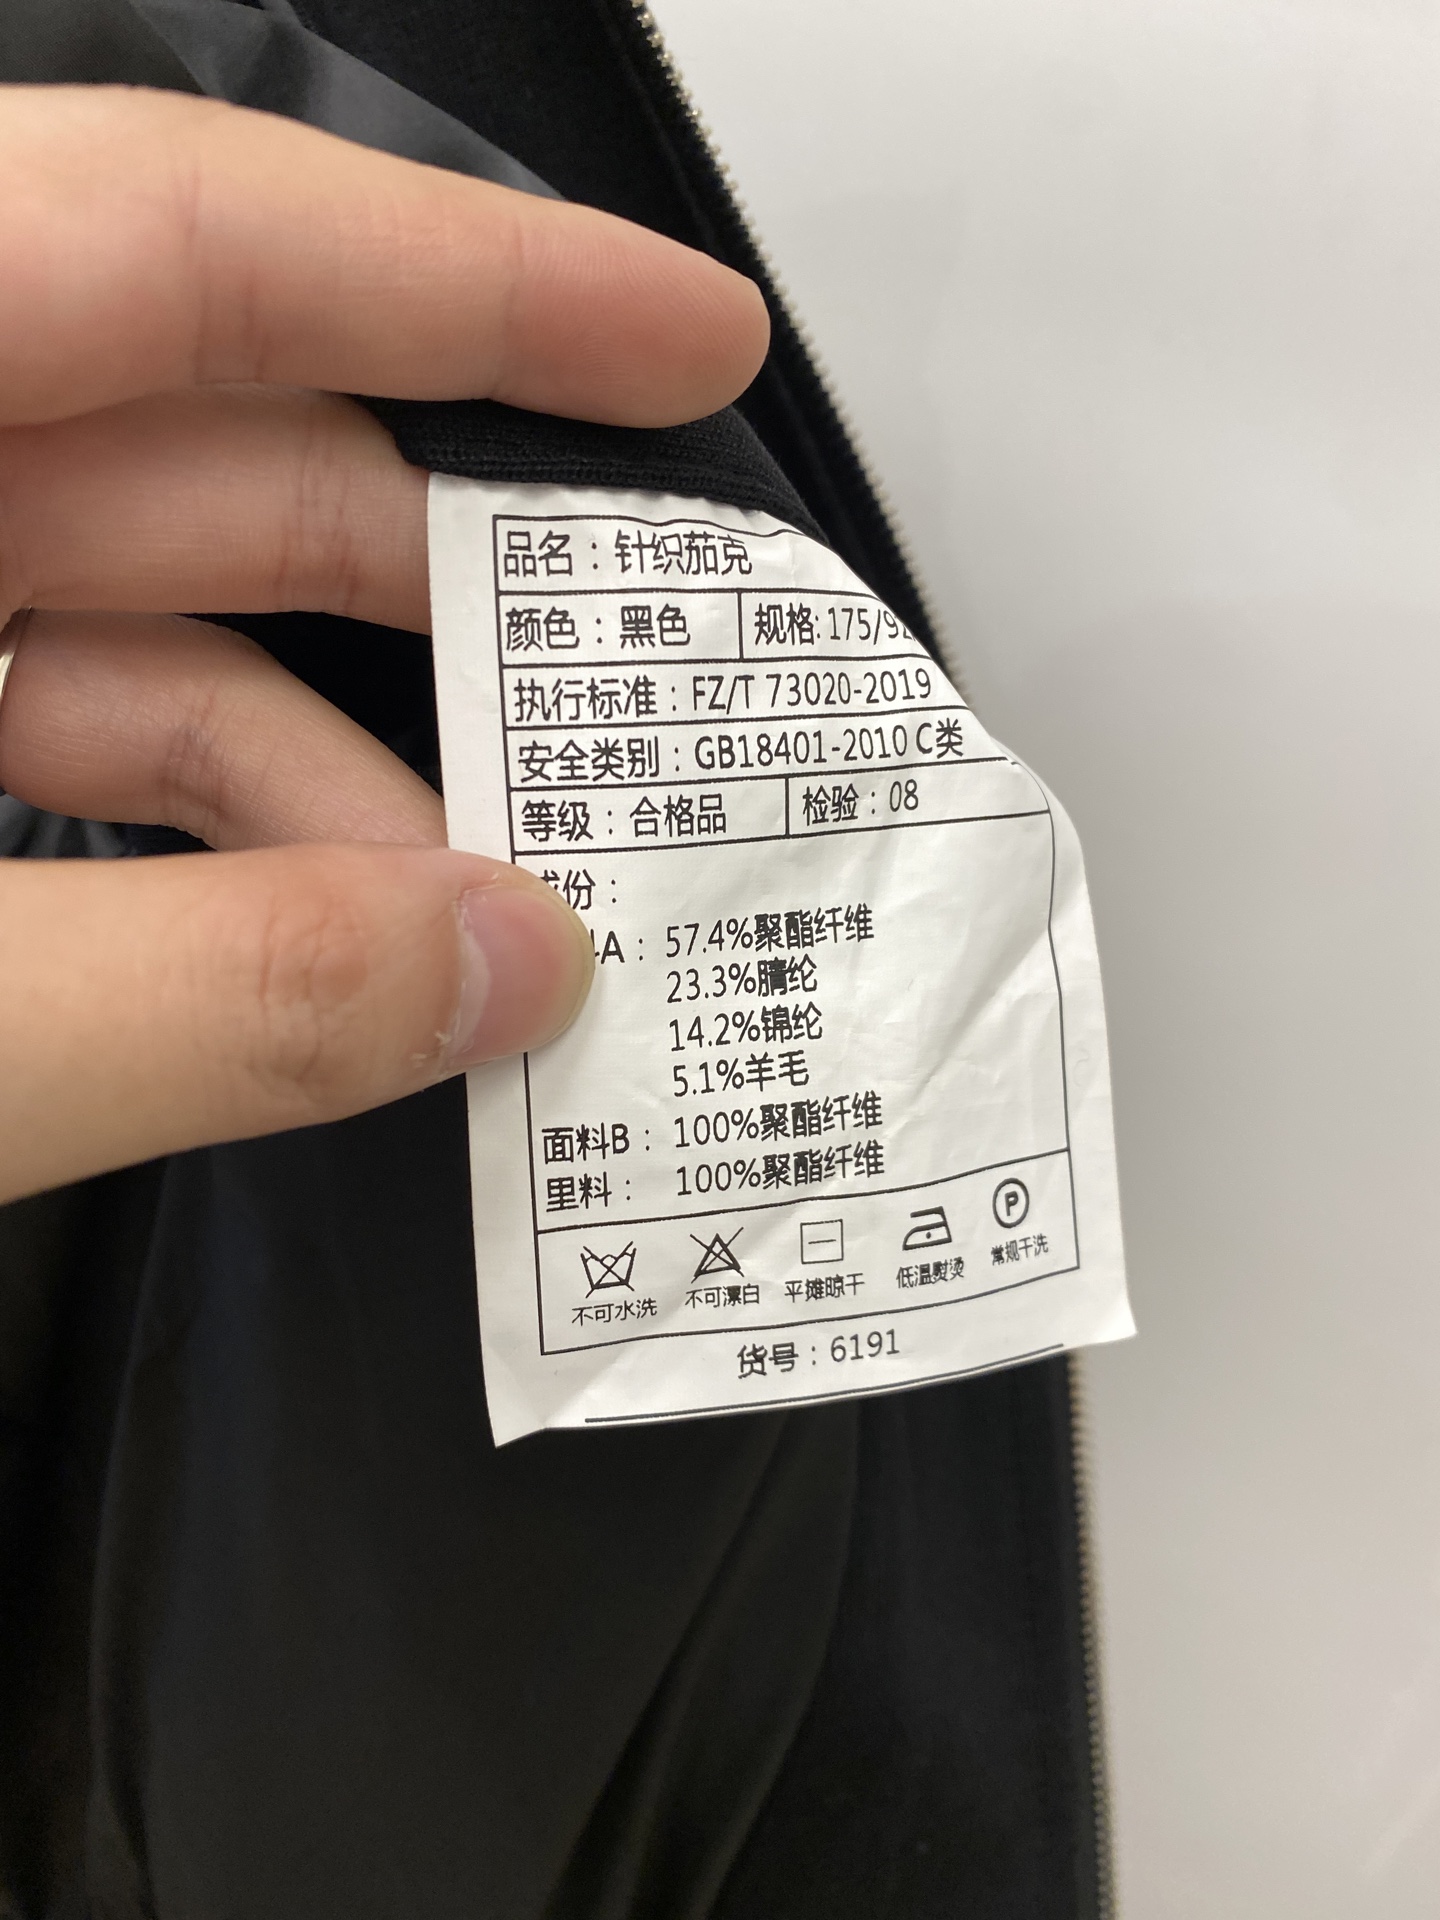 品名：针织茄克
颜色：黑色 规格:175/92
执行标准：FZ/T 73020-2019
安全类别：GB18401-2010 C类
等级：合格品 检验：08
份：
A：57.4%聚酯纤维
23.3%腈纶
14.2%锦纶
5.1%羊毛
面料B：100%聚酯纤维
里料：100%聚酯纤维
P
不可水洗 不可漂白 平摊晾干 低温熨烫 常规干洗
货号：6191